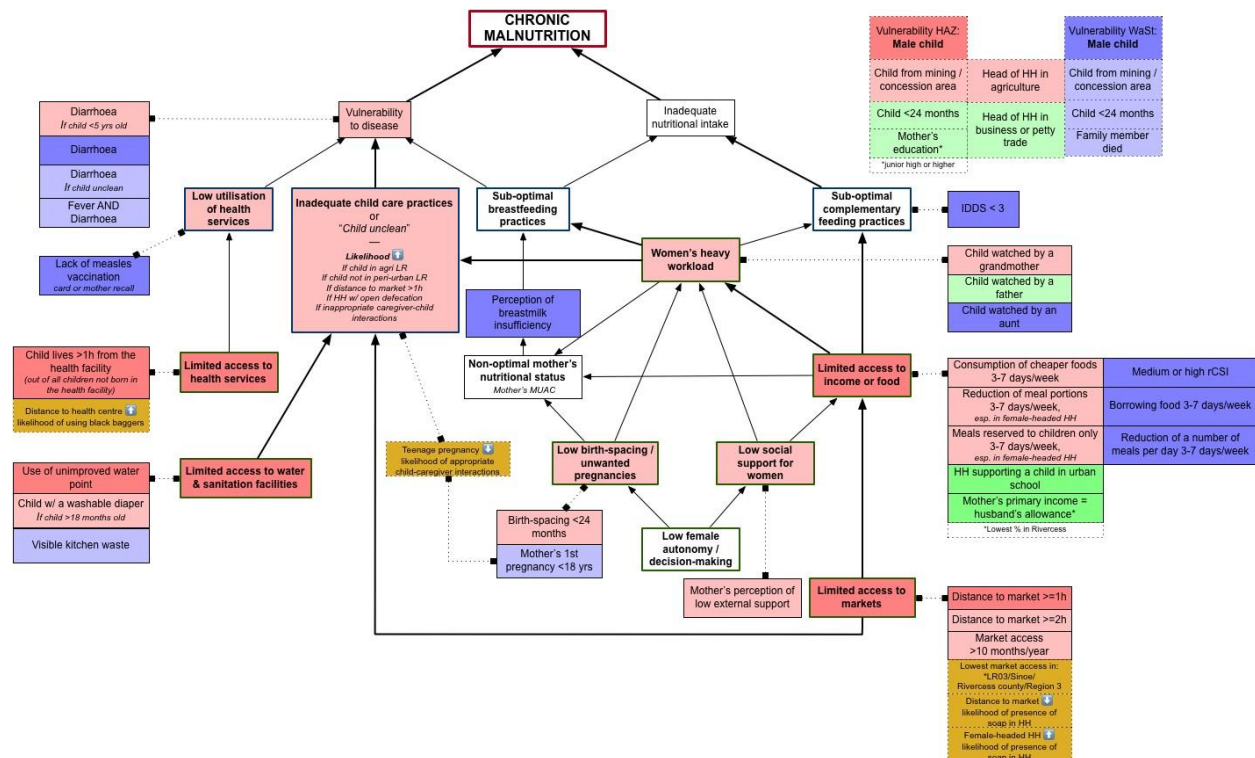 CHRONIC
MALNUTRITION
Vulnerability HAZ:
Male child
Vulnerability WaSt:
Male child
Child from mining /
concession area
Head of HH in
agriculture
Child from mining /
concession area
Child <24 months
Head of HH in
business or petty
trade
Child <24 months
Mother's
education*
Family member
died
*junior high or higher
Diarrhoea
İf child <5 yrs old
Diarrhoea
Diarrhoea
İf child unclean
Fever AND
Diarrhoea
Vulnerability
to disease
Inadequate
nutritional intake
Low utilisation
of health
services
Inadequate child care practices
or
“Child unclean”
—
Likelihood ⬆
If child in agri LR
If child not in peri-urban LR
If distance to market >1h
If HH w/ open defecation
If inappropriate caregiver-child
interactions
Sub-optimal
breastfeeding
practices
Sub-optimal
complementary
feeding practices
IDDS < 3
Lack of measles
vaccination
card or mother recall
Women's heavy
workload
Child watched by a
grandmother
Child watched by a
father
Child watched by an
aunt
Perception of
breastmilk
insufficiency
Child lives >1h from the
health facility
(out of all children not born in
the health facility)
Distance to health centre ⬆
likelihood of using black baggers
Limited access to
health services
Non-optimal mother's
nutritional status
Mother's MUAC
Limited access to
income or food
Consumption of cheaper foods
3-7 days/week
Medium or high rCSI
Reduction of meal portions
3-7 days/week,
esp. in female-headed HH
Borrowing food 3-7 days/week
Meals reserved to children only
3-7 days/week,
esp. in female-headed HH
Reduction of a number of
meals per day 3-7 days/week
HH supporting a child in urban
school
Mother's primary income =
husband's allowance*
*Lowest % in Rivercess
Teenage pregnancy ⬇
likelihood of appropriate
child-caregiver interactions
Low birth-spacing /
unwanted
pregnancies
Low social
support for
women
Use of unimproved water
point
Child w/ a washable diaper
İf child >18 months old
Visible kitchen waste
Limited access to water
& sanitation facilities
Birth-spacing <24
months
Mother's 1st
pregnancy <18 yrs
Low female
autonomy /
decision-making
Mother's perception of
low external support
Limited access to
markets
Distance to market >=1h
Distance to market >=2h
Market access
>10 months/year
Lowest market access in:
*LR03/Sinoe/
Rivercess county/Region 3
Distance to market ⬇
likelihood of presence of
soap in HH
Female-headed HH ⬆
likelihood of presence of
soap in HH